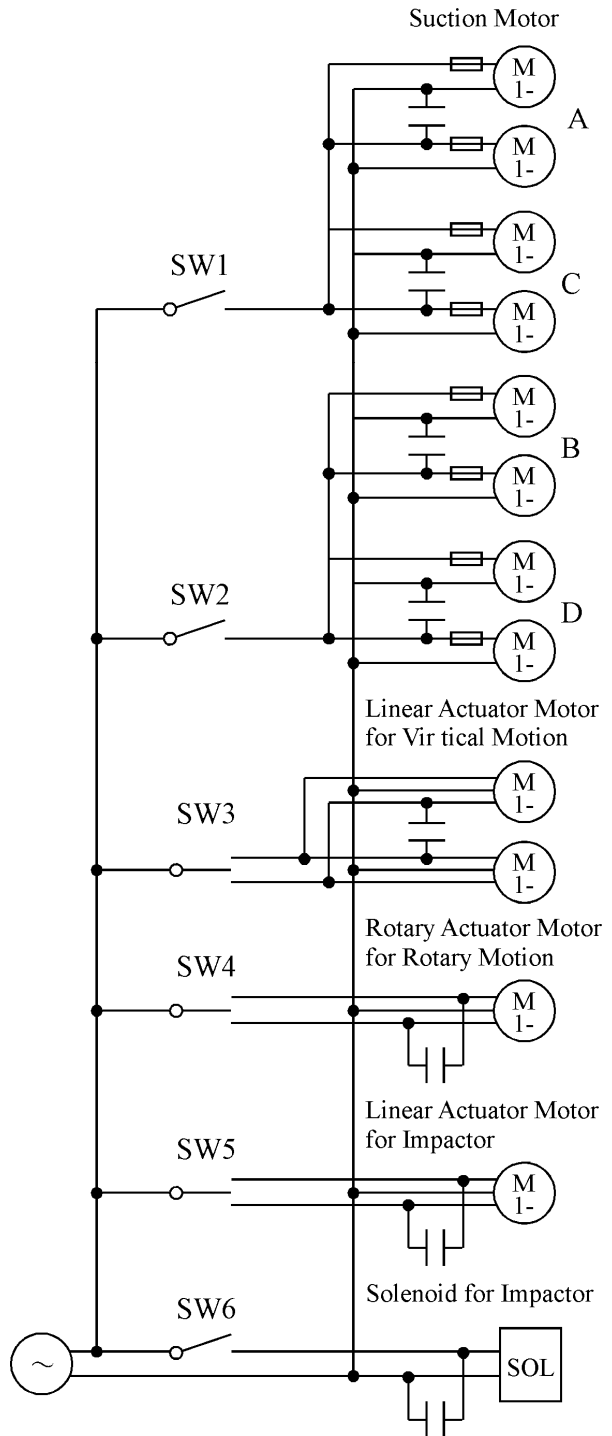 Suction Motor
M
1-
A
M
1-
M
1-
SW1
C
M
1-
M
1-
B
M
1-
M
1-
SW2
D
M
1-
Linear Actuator Motor
for Vir tical Motion
M
1-
SW3
M
1-
Rotary Actuator Motor
for Rotary Motion
SW4
M
1-
Linear Actuator Motor
for Impactor
SW5
M
1-
Solenoid for Impactor
SW6
~
SOL